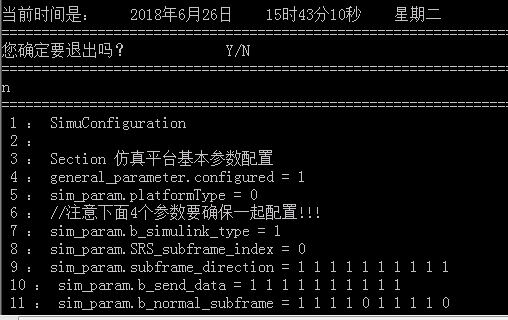 当前时间是： 2018年6月26日 15时43分10秒 星期二
================================================================
您确定要退出吗？ Y/N
================================================================
n
================================================================
1 : SimuConfiguration
2 :
3 : Section 仿真平台基本参数配置
4 : general_parameter.configured = 1
5 : sim_param.platformType = 0
6 : //注意下面4个参数要确保一起配置!!!
7 : sim_param.b_simulink_type = 1
8 : sim_param.SRS_subframe_index = 0
9 : sim_param.subframe_direction = 1 1 1 1 1 1 1 1 1 1
10 : sim_param.b_send_data = 1 1 1 1 1 1 1 1 1 1
11 : sim_param.b_normal_subframe = 1 1 1 1 0 1 1 1 1 0